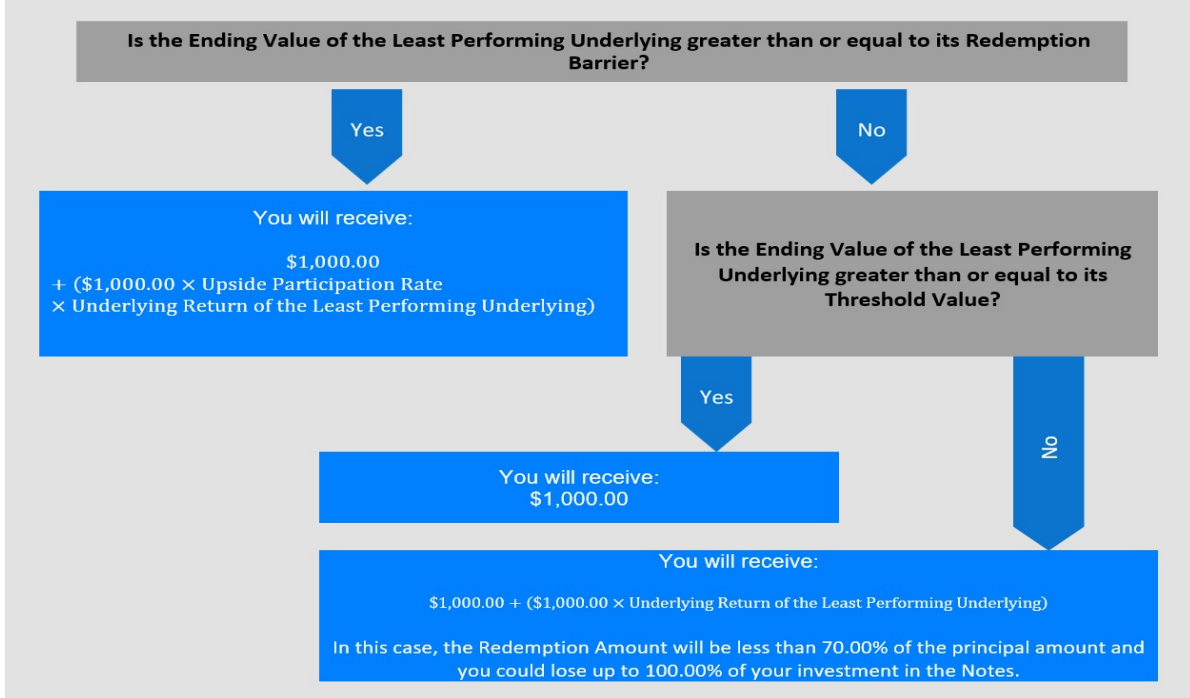 Is the Ending Value of the Least Performing Underlying greater than or equal to its Redemption
Barrier?
Yes
No
You will receive:
$1,000.00
+ ($1,000.00 × Upside Participation Rate
× Underlying Return of the Least Performing Underlying)
Is the Ending Value of the Least Performing
Underlying greater than or equal to its
Threshold Value?
Yes
No
You will receive:
$1,000.00
You will receive:
$1,000.00 + ($1,000.00 × Underlying Return of the Least Performing Underlying)
In this case, the Redemption Amount will be less than 70.00% of the principal amount and
you could lose up to 100.00% of your investment in the Notes.